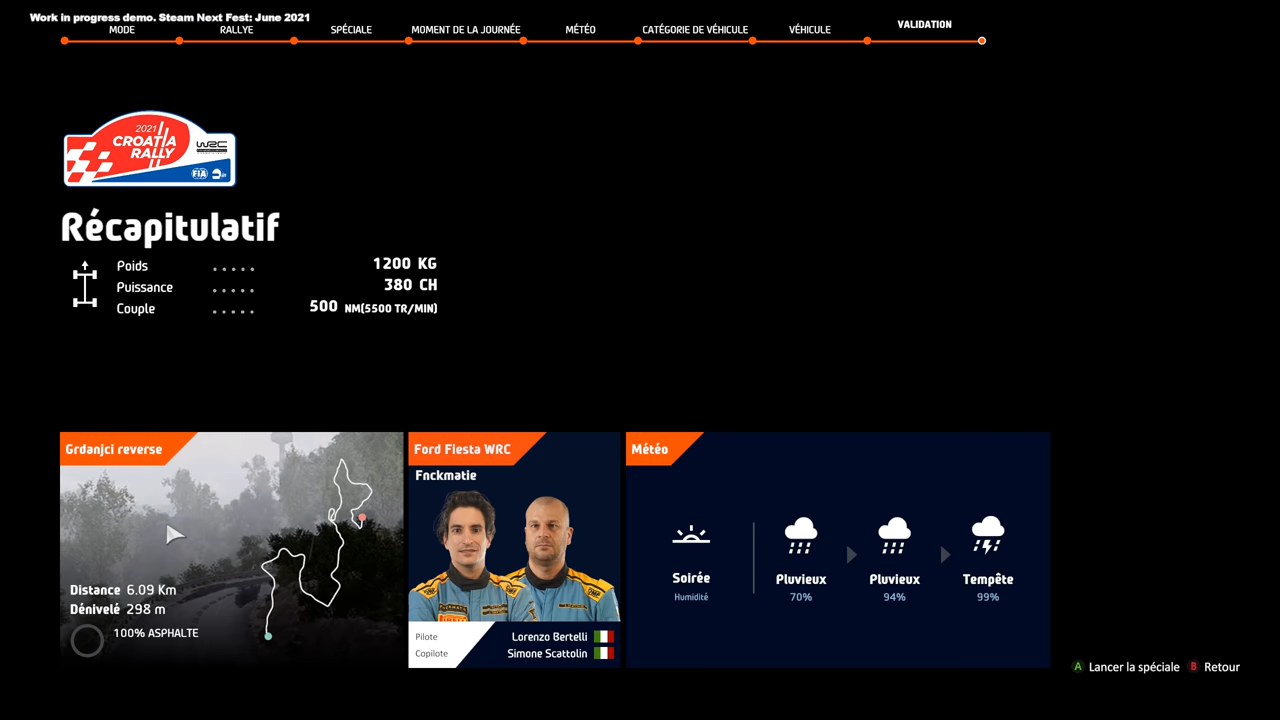 Work in progress demo. Steam Next Fest: June 2021
MODE
RALLYE
SPÉCIALE
MOMENT DE LA JOURNÉE
MÉTÉO
CATÉGORIE DE VÉHICULE
VÉHICULE
VALIDATION
2021
CROATIA
RALLY
WRC
FIA
Récapitulatif
Poids ..... 1200 KG
Puissance ..... 380 CH
Couple ..... 500 NM(5500 TR/MIN)
Grdanjci reverse
Distance 6.09 Km
Dénivelé 298 m
100% ASPHALTE
Ford Fiesta WRC
Fnckmatie
Pilote Lorenzo Bertelli
Copilote Simone Scattolin
Météo
Soirée
Humidité
Pluvieux
70%
Pluvieux
94%
Tempête
99%
A Lancer la spéciale B Retour